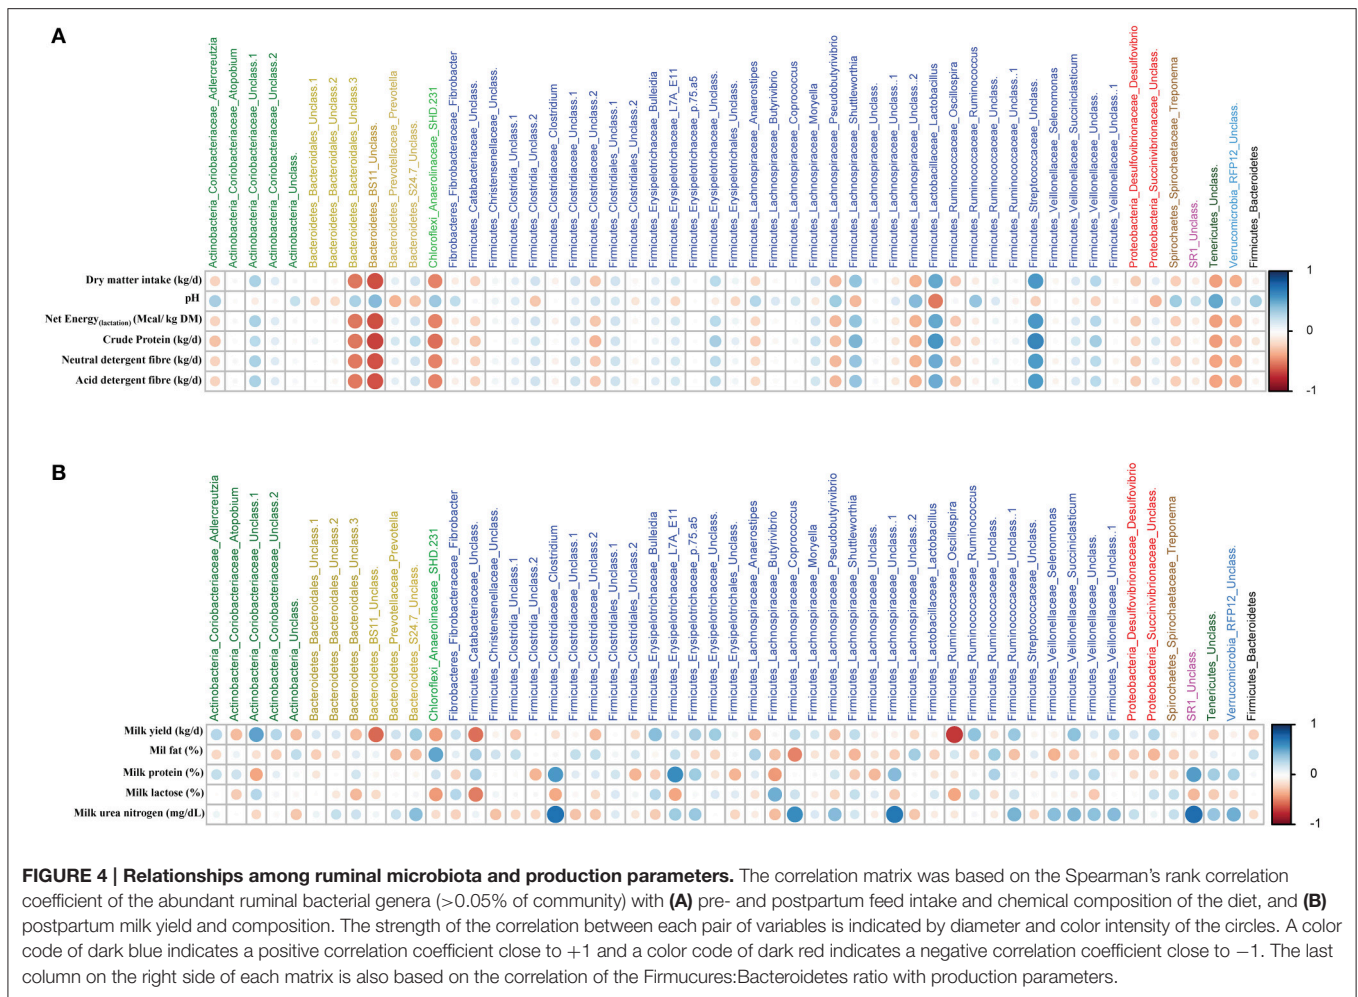 A
Actinobacteria_Coriobacteriaceae_Adlercreutzia
Actinobacteria_Coriobacteriaceae_Atopobium
Actinobacteria_Coriobacteriaceae_Unclass.1
Actinobacteria_Coriobacteriaceae_Unclass.2
Actinobacteria_Unclass.
Bacteroidetes_Bacteroidales_Unclass.1
Bacteroidetes_Bacteroidales_Unclass.2
Bacteroidetes_Bacteroidales_Unclass.3
Bacteroidetes_BS11_Unclass.
Bacteroidetes_Prevotellaceae_Prevotella
Bacteroidetes_S24.7_Unclass.
Chloroflexi_Anaerolinaceae_SHD.231
Fibrobacteres_Fibrobacteraceae_Fibrobacter
Firmicutes_Catabacteriaceae_Unclass.
Firmicutes_Christensenellaceae_Unclass.
Firmicutes_Clostridia_Unclass.1
Firmicutes_Clostridia_Unclass.2
Firmicutes_Clostridiaceae_Clostridium
Firmicutes_Clostridiaceae_Unclass.1
Firmicutes_Clostridiaceae_Unclass.2
Firmicutes_Clostridiales_Unclass.1
Firmicutes_Clostridiales_Unclass.2
Firmicutes_Erysipelotrichaceae_Bulleidia
Firmicutes_Erysipelotrichaceae_L7A_E11
Firmicutes_Erysipelotrichaceae_p.75.a5
Firmicutes_Erysipelotrichaceae_Unclass.
Firmicutes_Erysipelotrichales_Unclass.
Firmicutes_Lachnospiraceae_Anaerostipes
Firmicutes_Lachnospiraceae_Butyrivibrio
Firmicutes_Lachnospiraceae_Coprococcus
Firmicutes_Lachnospiraceae_Moryella
Firmicutes_Lachnospiraceae_Pseudobutyrivibrio
Firmicutes_Lachnospiraceae_Shuttleworthia
Firmicutes_Lachnospiraceae_Unclass.
Firmicutes_Lachnospiraceae_Unclass..1
Firmicutes_Lachnospiraceae_Unclass..2
Firmicutes_Lactobacillaceae_Lactobacillus
Firmicutes_Ruminococcaceae_Oscillospira
Firmicutes_Ruminococcaceae_Ruminococcus
Firmicutes_Ruminococcaceae_Unclass.
Firmicutes_Ruminococcaceae_Unclass..1
Firmicutes_Streptococcaceae_Unclass.
Firmicutes_Veillonellaceae_Selenomonas
Firmicutes_Veillonellaceae_Succiniclasticum
Firmicutes_Veillonellaceae_Unclass.
Firmicutes_Veillonellaceae_Unclass..1
Proteobacteria_Desulfovibrionaceae_Desulfovibrio
Proteobacteria_Succinivibrionaceae_Unclass.
Spirochaetes_Spirochaetaceae_Treponema
SR1_Unclass.
Tenericutes_Unclass.
Verrucomicrobia_RFP12_Unclass.
Firmicutes_Bacteroidetes
Dry matter intake (kg/d)
pH
Net Energy(lactation) (Mcal/ kg DM)
Crude Protein (kg/d)
Neutral detergent fibre (kg/d)
Acid detergent fibre (kg/d)
1
0
-1
B
Actinobacteria_Coriobacteriaceae_Adlercreutzia
Actinobacteria_Coriobacteriaceae_Atopobium
Actinobacteria_Coriobacteriaceae_Unclass.1
Actinobacteria_Coriobacteriaceae_Unclass.2
Actinobacteria_Unclass.
Bacteroidetes_Bacteroidales_Unclass.1
Bacteroidetes_Bacteroidales_Unclass.2
Bacteroidetes_Bacteroidales_Unclass.3
Bacteroidetes_BS11_Unclass.
Bacteroidetes_Prevotellaceae_Prevotella
Bacteroidetes_S24.7_Unclass.
Chloroflexi_Anaerolinaceae_SHD.231
Fibrobacteres_Fibrobacteraceae_Fibrobacter
Firmicutes_Catabacteriaceae_Unclass.
Firmicutes_Christensenellaceae_Unclass.
Firmicutes_Clostridia_Unclass.1
Firmicutes_Clostridia_Unclass.2
Firmicutes_Clostridiaceae_Clostridium
Firmicutes_Clostridiaceae_Unclass.1
Firmicutes_Clostridiaceae_Unclass.2
Firmicutes_Clostridiales_Unclass.1
Firmicutes_Clostridiales_Unclass.2
Firmicutes_Erysipelotrichaceae_Bulleidia
Firmicutes_Erysipelotrichaceae_L7A_E11
Firmicutes_Erysipelotrichaceae_p.75.a5
Firmicutes_Erysipelotrichaceae_Unclass.
Firmicutes_Erysipelotrichales_Unclass.
Firmicutes_Lachnospiraceae_Anaerostipes
Firmicutes_Lachnospiraceae_Butyrivibrio
Firmicutes_Lachnospiraceae_Coprococcus
Firmicutes_Lachnospiraceae_Moryella
Firmicutes_Lachnospiraceae_Pseudobutyrivibrio
Firmicutes_Lachnospiraceae_Shuttleworthia
Firmicutes_Lachnospiraceae_Unclass.
Firmicutes_Lachnospiraceae_Unclass..1
Firmicutes_Lachnospiraceae_Unclass..2
Firmicutes_Lactobacillaceae_Lactobacillus
Firmicutes_Ruminococcaceae_Oscillospira
Firmicutes_Ruminococcaceae_Ruminococcus
Firmicutes_Ruminococcaceae_Unclass.
Firmicutes_Ruminococcaceae_Unclass..1
Firmicutes_Streptococcaceae_Unclass.
Firmicutes_Veillonellaceae_Selenomonas
Firmicutes_Veillonellaceae_Succiniclasticum
Firmicutes_Veillonellaceae_Unclass.
Firmicutes_Veillonellaceae_Unclass..1
Proteobacteria_Desulfovibrionaceae_Desulfovibrio
Proteobacteria_Succinivibrionaceae_Unclass.
Spirochaetes_Spirochaetaceae_Treponema
SR1_Unclass.
Tenericutes_Unclass.
Verrucomicrobia_RFP12_Unclass.
Firmicutes_Bacteroidetes
Milk yield (kg/d)
Mil fat (%)
Milk protein (%)
Milk lactose (%)
Milk urea nitrogen (mg/dL)
1
0
-1
FIGURE 4 | Relationships among ruminal microbiota and production parameters. The correlation matrix was based on the Spearman's rank correlation
coefficient of the abundant ruminal bacterial genera (>0.05% of community) with (A) pre- and postpartum feed intake and chemical composition of the diet, and (B)
postpartum milk yield and composition. The strength of the correlation between each pair of variables is indicated by diameter and color intensity of the circles. A color
code of dark blue indicates a positive correlation coefficient close to +1 and a color code of dark red indicates a negative correlation coefficient close to −1. The last
column on the right side of each matrix is also based on the correlation of the Firmucures:Bacteroidetes ratio with production parameters.